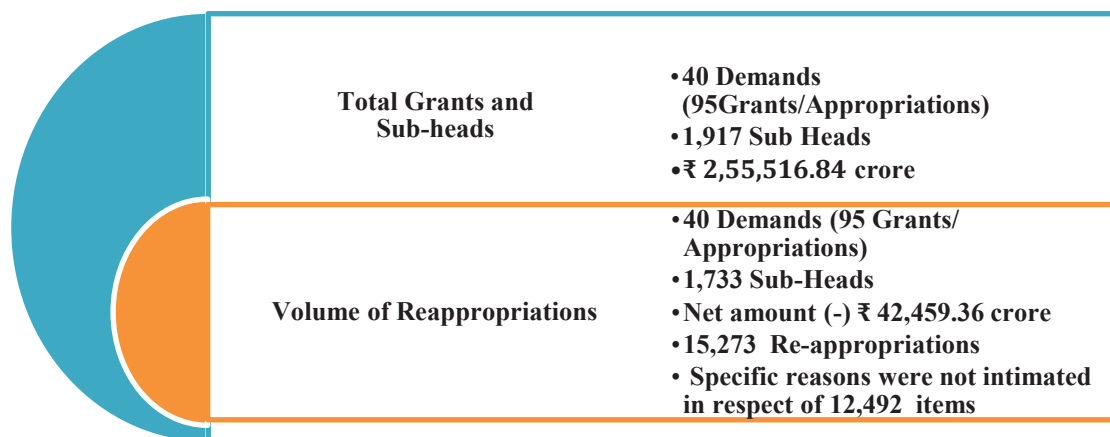 Total Grants and
Sub-heads
•40 Demands
(95Grants/Appropriations)
•1,917 Sub Heads
•₹ 2,55,516.84 crore
Volume of Reappropriations
•40 Demands (95 Grants/
Appropriations)
•1,733 Sub-Heads
•Net amount (-) ₹ 42,459.36 crore
•15,273 Re-appropriations
• Specific reasons were not intimated
in respect of 12,492 items